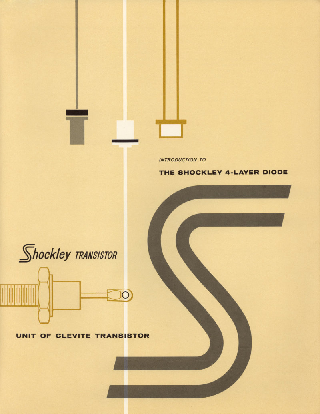 INTRODUCTION TO
THE SHOCKLEY 4-LAYER DIODE
Shockley TRANSISTOR
UNIT OF CLEVITE TRANSISTOR